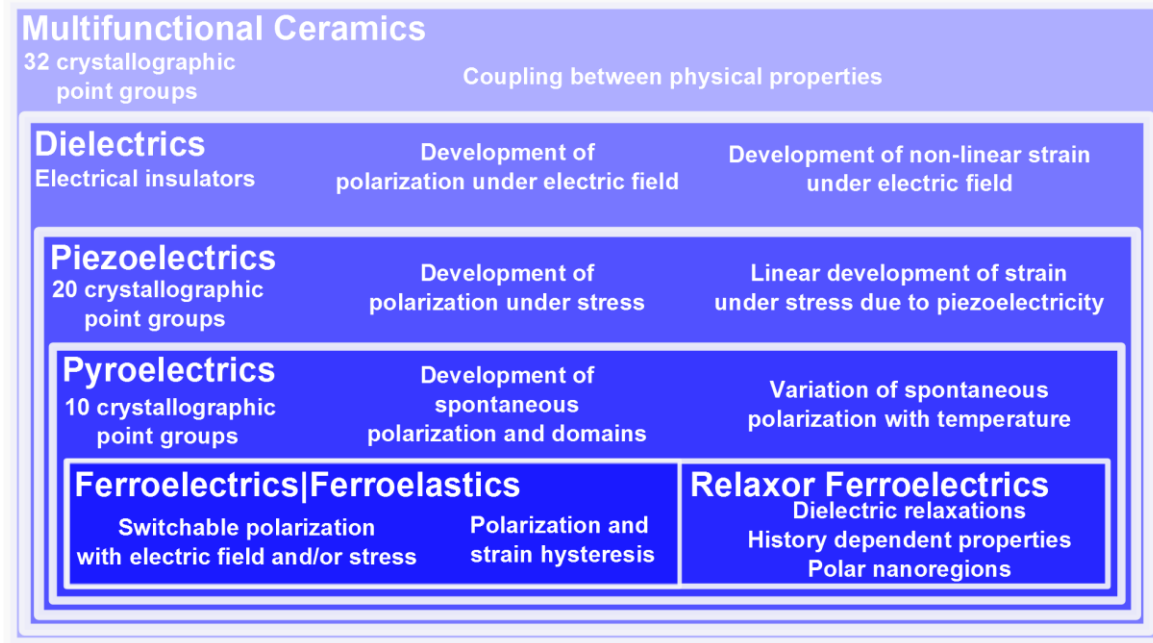 Multifunctional Ceramics
32 crystallographic
point groups
Coupling between physical properties
Dielectrics
Electrical insulators
Development of
polarization under electric field
Development of non-linear strain
under electric field
Piezoelectrics
20 crystallographic
point groups
Development of
polarization under stress
Linear development of strain
under stress due to piezoelectricity
Pyroelectrics
10 crystallographic
point groups
Development of
spontaneous
polarization and domains
Variation of spontaneous
polarization with temperature
Ferroelectrics|Ferroelastics
Switchable polarization
with electric field and/or stress
Polarization and
strain hysteresis
Relaxor Ferroelectrics
Dielectric relaxations
History dependent properties
Polar nanoregions